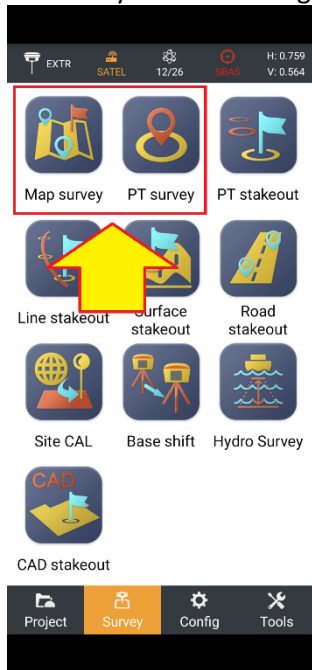 EXTR
SATEL
12/26
SBAS
H: 0.759
V: 0.564
Map survey
PT survey
PT stakeout
Line stakeout
stakeout
Road
stakeout
Site CAL
Base shift
Hydro Survey
CAD
CAD stakeout
Project
Survey
Config
Tools